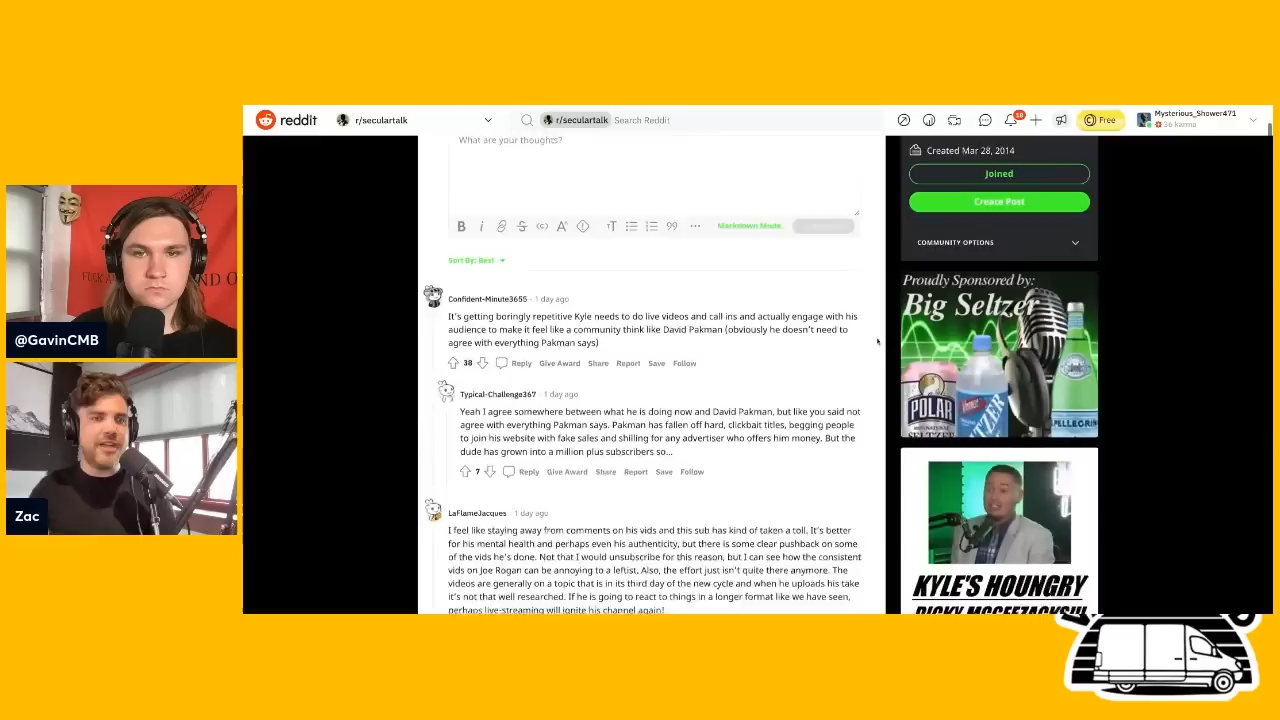 reddit
r/seculartalk
r/seculartalk Search Reddit
18
Free
Mysterious_Shower471
36 karma
@GavinCMB
Zac
What are your thoughts?
Markdown Mode
Sort By: Best
Confident-Minute3655 · 1 day ago
It's getting boringly repetitive Kyle needs to do live videos and call ins and actually engage with his
audience to make it feel like a community think like David Pakman (obviously he doesn't need to
agree with everything Pakman says)
38 Reply Give Award Share Report Save Follow
Typical-Challenge367 · 1 day ago
Yeah I agree somewhere between what he is doing now and David Pakman, but like you said not
agree with everything Pakman says. Pakman has fallen off hard, clickbait titles, begging people
to join his website with fake sales and shilling for any advertiser who offers him money. But the
dude has grown into a million plus subscribers so...
7 Reply Give Award Share Report Save Follow
LaFlameJacques 1 day ago
I feel like staying away from comments on his vids and this sub has kind of taken a toll. It's better
for his mental health and perhaps even his authenticity, but there is some clear pushback on some
of the vids he's done. Not that I would unsubscribe for this reason, but I can see how the consistent
vids on Joe Rogan can be annoying to a leftist. Also, the effort just isn't quite there anymore. The
videos are generally on a topic that is in its third day of the new cycle and when he uploads his take
it's not that well researched. If he is going to react to things in a longer format like we have seen,
perhaps live-streaming will ignite his channel again!
Created Mar 28, 2014
Joined
Create Post
COMMUNITY OPTIONS
Proudly Sponsored by:
Big Seltzer
POLAR
SELTZER
SELTZER
PELLEGRINO
KYLE'S HOUNGRY